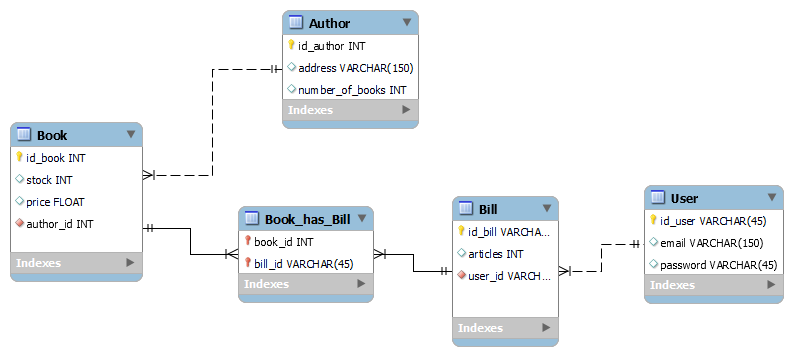 Author
id_author INT
address VARCHAR(150)
number_of_books INT
Indexes
Book
id_book INT
stock INT
price FLOAT
author_id INT
Indexes
Book_has_Bill
book_id INT
bill_id VARCHAR(45)
Indexes
Bill
id_bill VARCHA...
articles INT
user_id VARCH...
Indexes
User
id_user VARCHAR(45)
email VARCHAR(150)
password VARCHAR(45)
Indexes